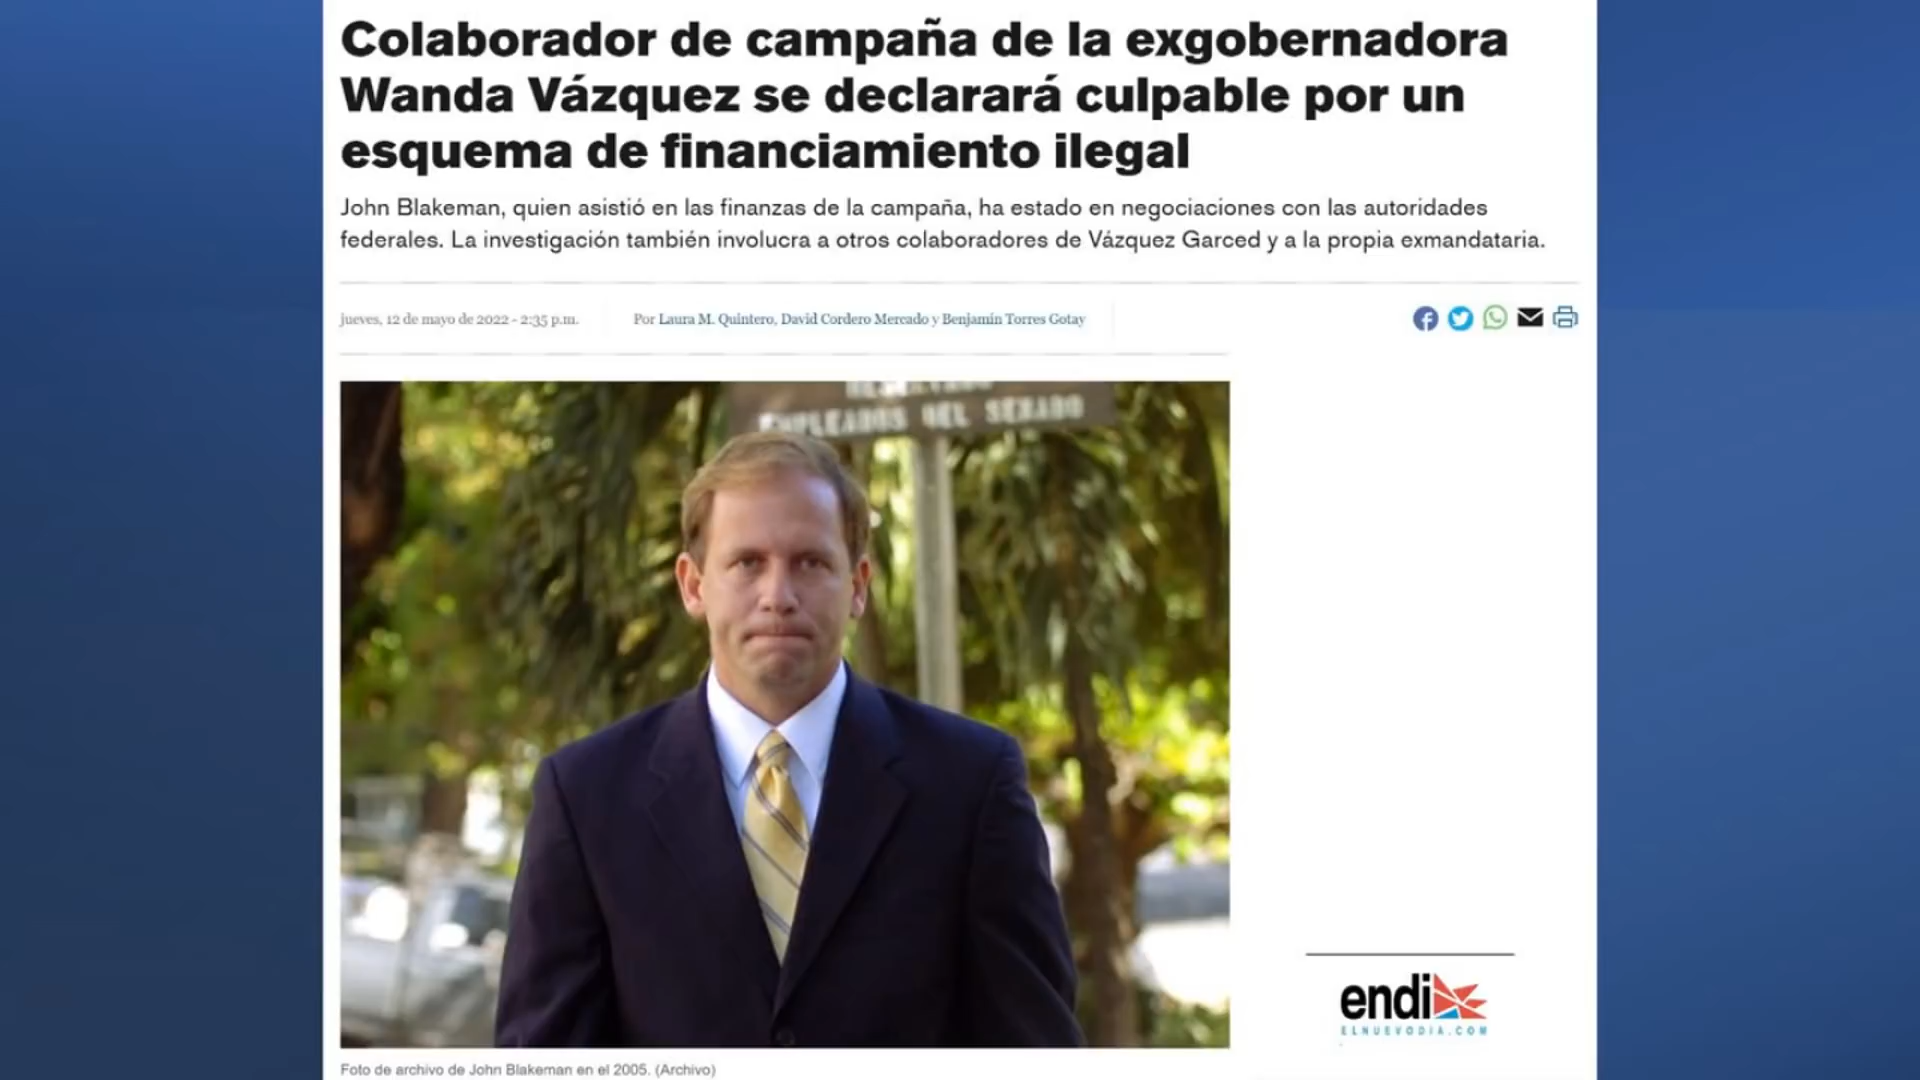 Colaborador de campaña de la exgobernadora
Wanda Vázquez se declarará culpable por un
esquema de financiamiento ilegal
John Blakeman, quien asistió en las finanzas de la campaña, ha estado en negociaciones con las autoridades
federales. La investigación también involucra a otros colaboradores de Vázquez Garced y a la propia exmandataria.
jueves, 12 de mayo de 2022 - 2:35 p.m.
Por Laura M. Quintero, David Cordero Mercado y Benjamín Torres Gotay
EMPLEADOS DEL SENADO
endi
ELNUEVODIA.COM
Foto de archivo de John Blakeman en el 2005. (Archivo)